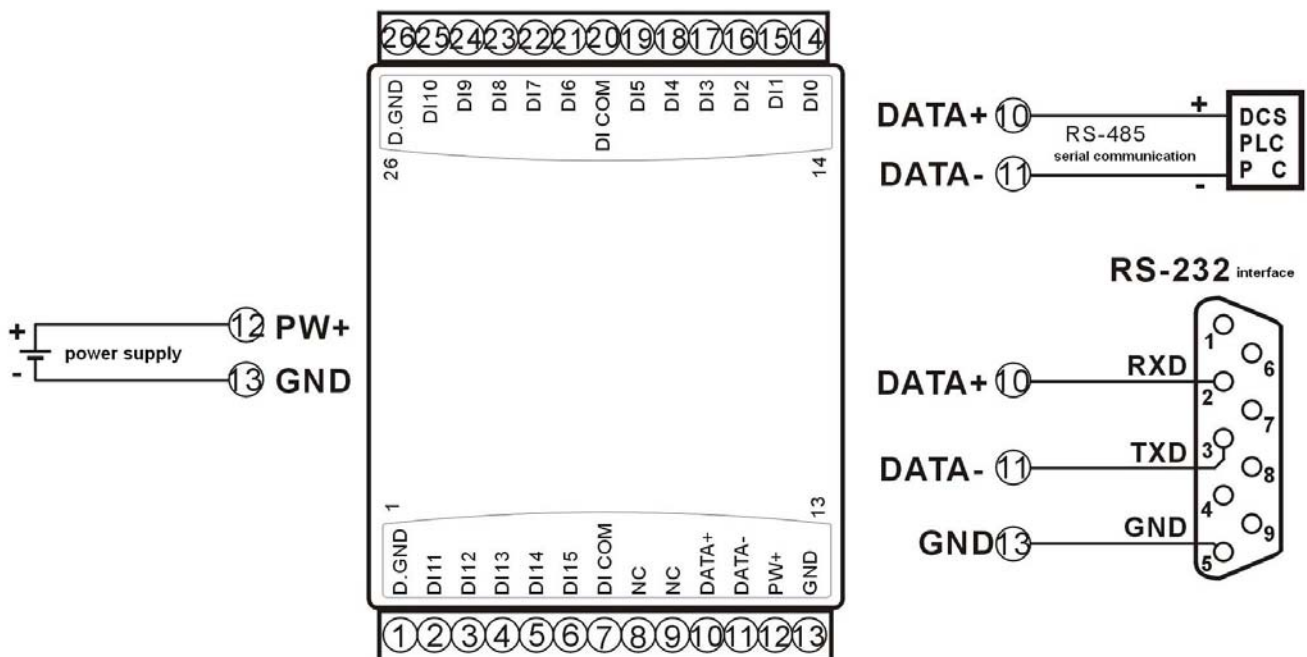 26 25 24 23 22 21 20 19 18 17 16 15 14
D.GND DI10 DI9 DI8 DI7 DI6 DI COM DI5 DI4 DI3 DI2 DI1 DI0
26 14
DATA+ 10 + DCS
RS-485 PLC
serial communication
DATA- 11 - P C
RS-232 interface
+ 12 PW+
power supply
- 13 GND
1
6
DATA+ 10 RXD 2
7
DATA- 11 TXD 3
8
4
9
GND 13 GND 5
1 13
D.GND DI11 DI12 DI13 DI14 DI15 DI COM NC NC DATA+ DATA- PW+ GND
1 2 3 4 5 6 7 8 9 10 11 12 13